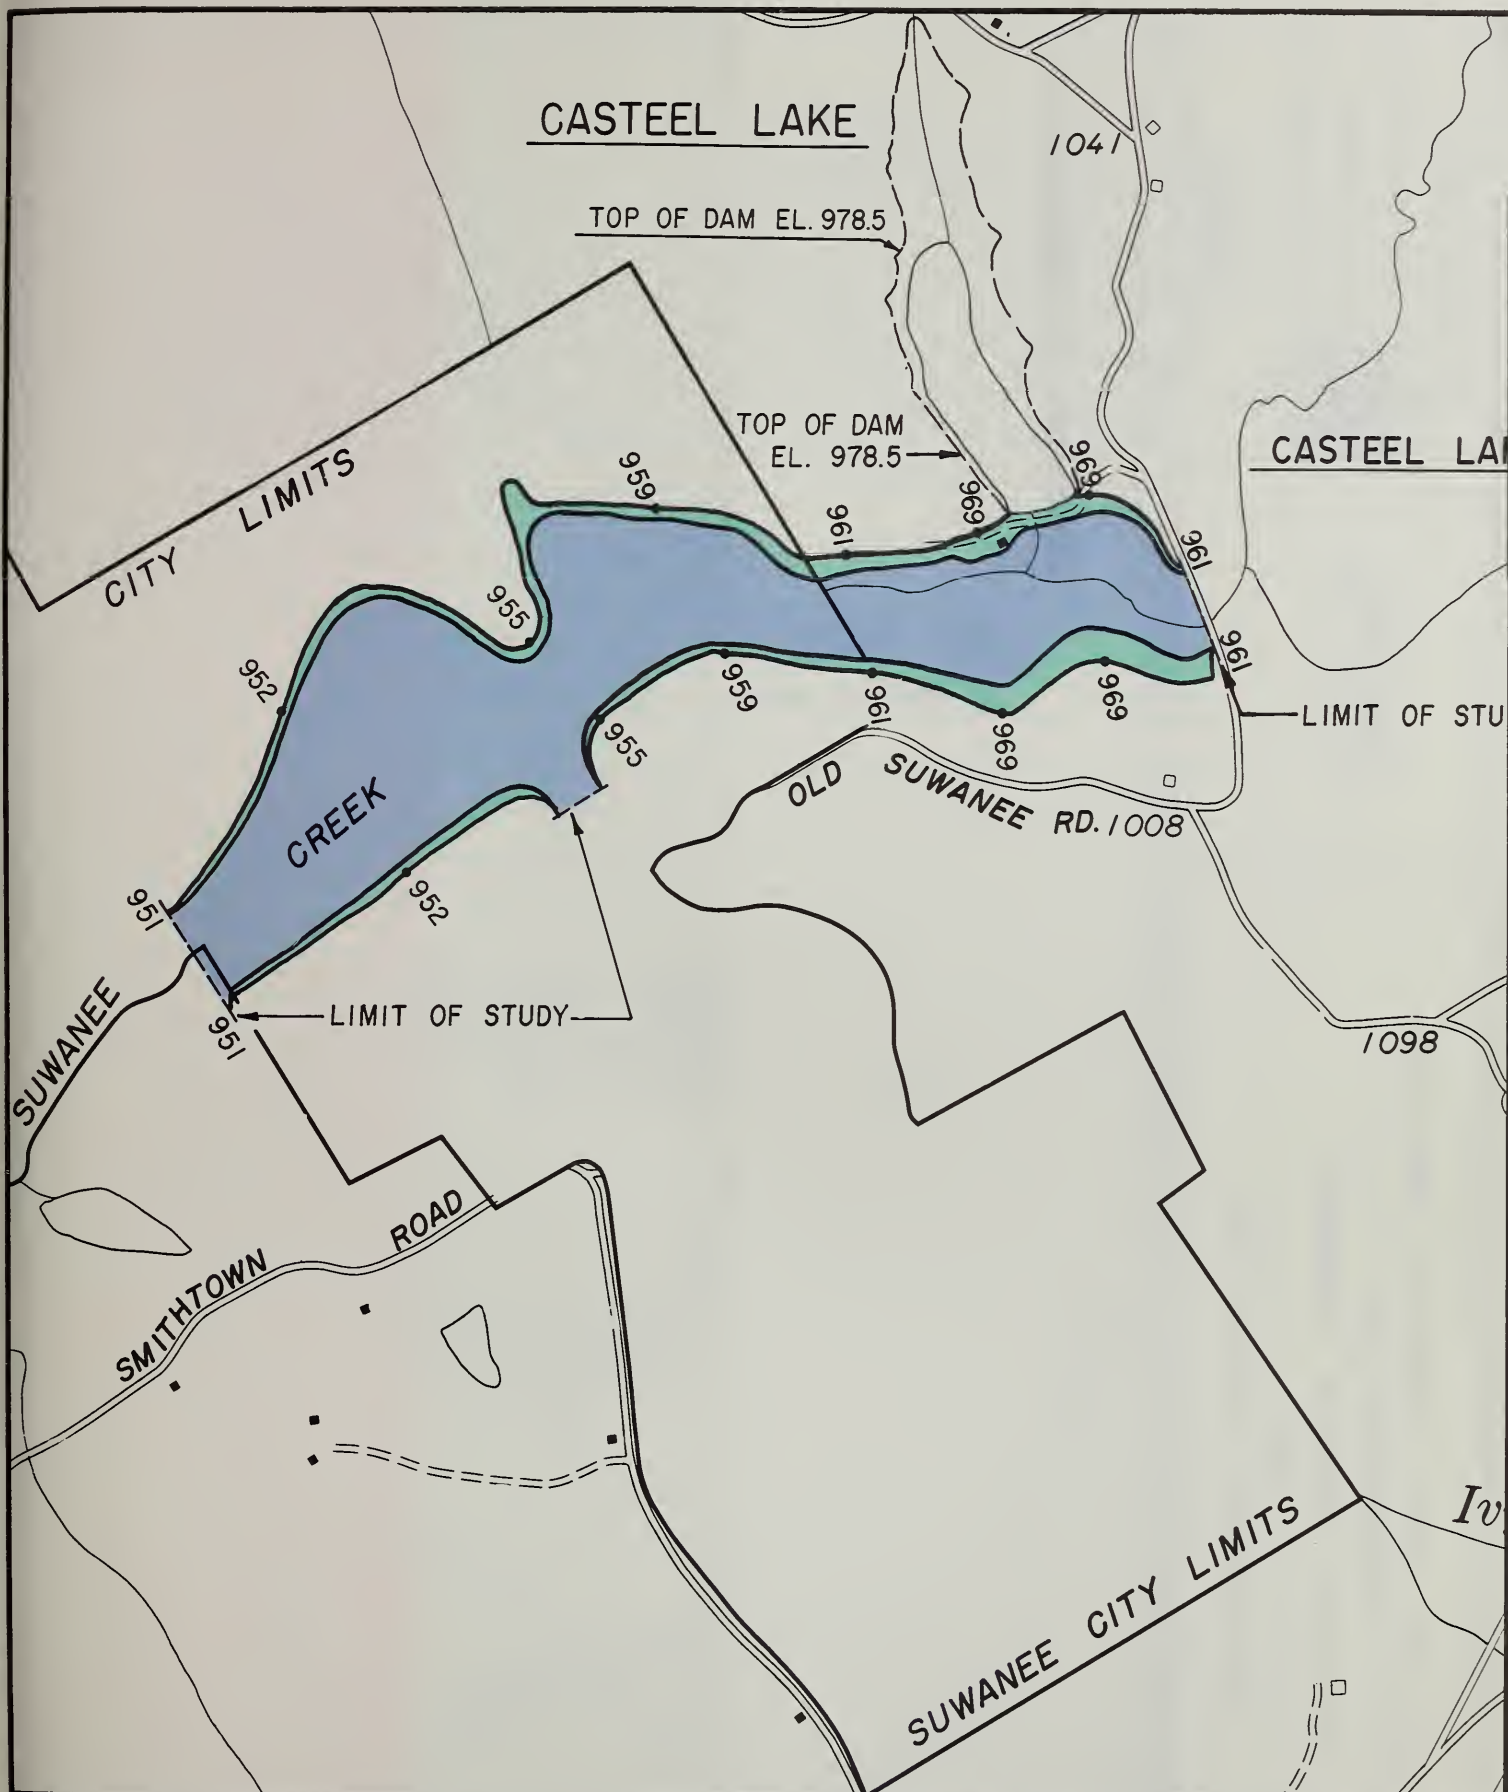 CASTEEL LAKE
1041
TOP OF DAM EL. 978.5
TOP OF DAM
EL. 978.5
CASTEEL LA
CITY LIMITS
959
961
969
969
961
955
952
961
959
961
969
969
955
LIMIT OF STU
OLD SUWANEE RD. 1008
CREEK
952
951
951
LIMIT OF STUDY
SUWANEE
1098
SMITHTOWN ROAD
SUWANEE CITY LIMITS
Iv